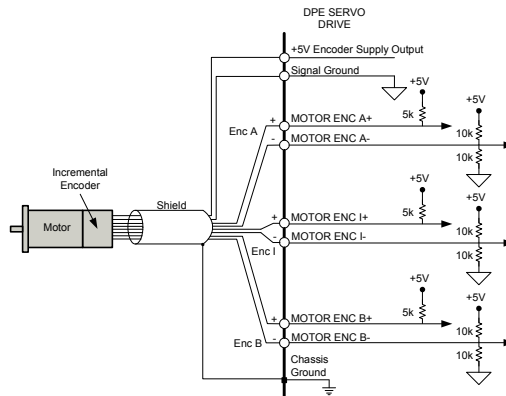 DPE SERVO
DRIVE
+5V Encoder Supply Output
Signal Ground
+5V
+5V
5k
+ MOTOR ENC A+
Enc A
10k
- MOTOR ENC A-
10k
Incremental
Encoder
Shield
Motor
+5V
+5V
5k
+ MOTOR ENC I+
10k
Enc I
- MOTOR ENC I-
10k
+5V
+5V
5k
+ MOTOR ENC B+
10k
Enc B
- MOTOR ENC B-
10k
Chassis
Ground